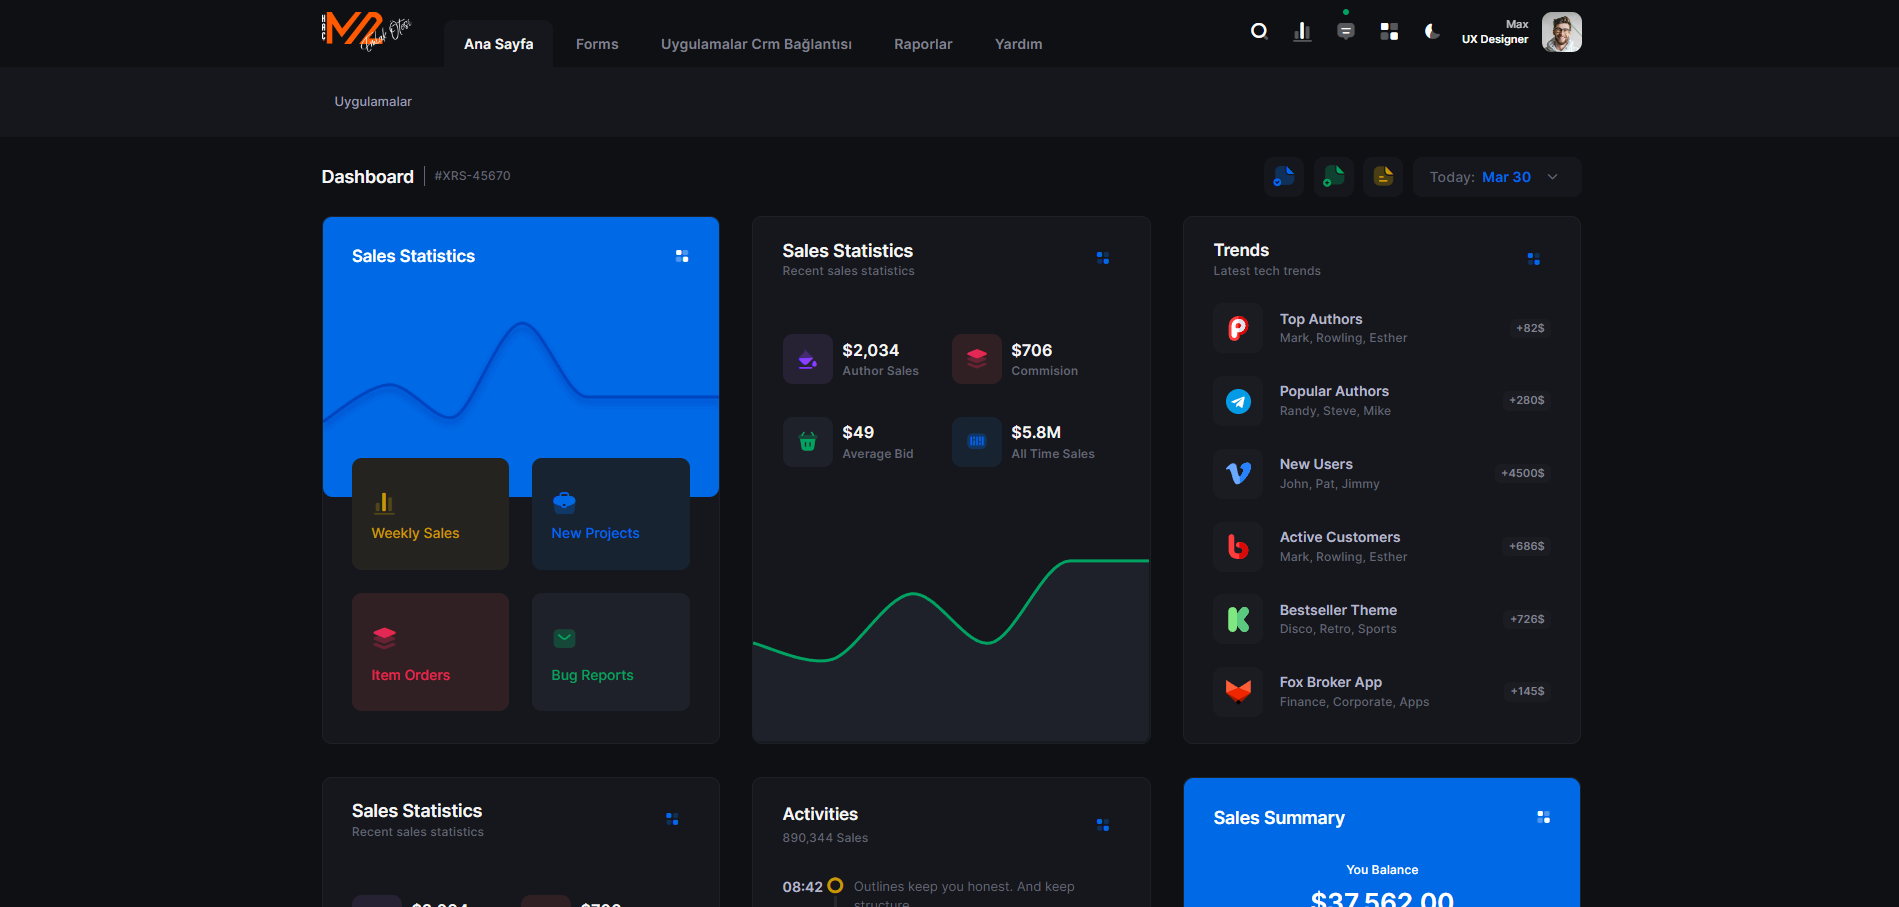 HRÇ
Emlak Ofisi
Ana Sayfa
Forms
Uygulamalar Crm Bağlantısı
Raporlar
Yardım
Max
UX Designer
Uygulamalar
Dashboard
#XRS-45670
Today: Mar 30
Sales Statistics
Weekly Sales
New Projects
Item Orders
Bug Reports
Sales Statistics
Recent sales statistics
$2,034
Author Sales
$706
Commision
$49
Average Bid
$5.8M
All Time Sales
Trends
Latest tech trends
Top Authors
Mark, Rowling, Esther
+82$
Popular Authors
Randy, Steve, Mike
+280$
New Users
John, Pat, Jimmy
+4500$
Active Customers
Mark, Rowling, Esther
+686$
Bestseller Theme
Disco, Retro, Sports
+726$
Fox Broker App
Finance, Corporate, Apps
+145$
Sales Statistics
Recent sales statistics
Activities
890,344 Sales
08:42
Outlines keep you honest. And keep
structure
Sales Summary
You Balance
$37,562.00